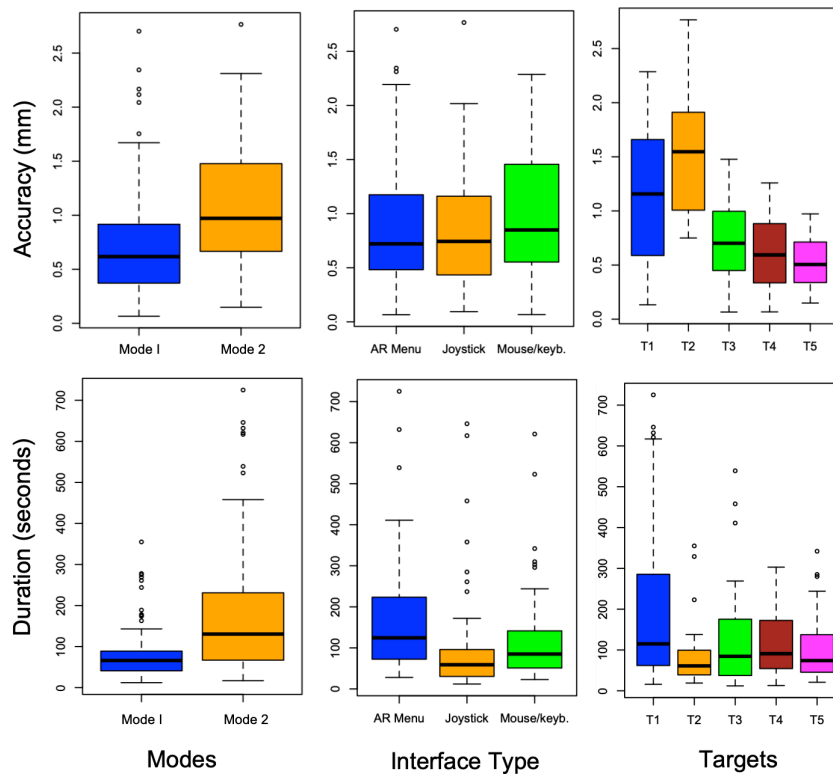 Accuracy (mm)
0.0 0.5 1.0 1.5 2.0 2.5
Mode I Mode 2
0.0 0.5 1.0 1.5 2.0 2.5
AR Menu Joystick Mouse/keyb.
0.0 0.5 1.0 1.5 2.0 2.5
T1 T2 T3 T4 T5
Duration (seconds)
0 100 200 300 400 500 600 700
Mode I Mode 2
0 100 200 300 400 500 600 700
AR Menu Joystick Mouse/keyb.
0 100 200 300 400 500 600 700
T1 T2 T3 T4 T5
Modes Interface Type Targets